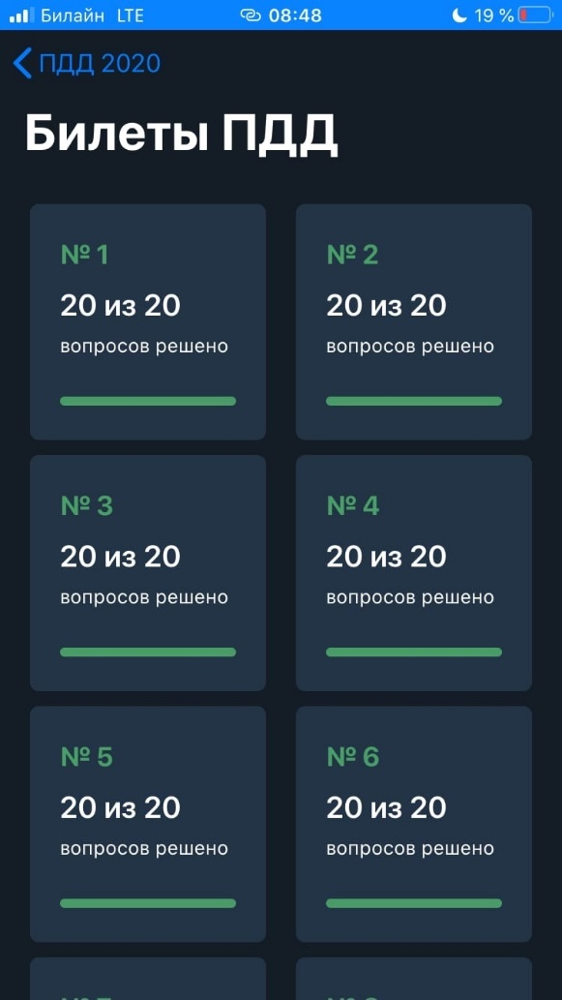 Билайн LTE 08:48 19 %
ПДД 2020
Билеты ПДД
№ 1
20 из 20
вопросов решено
№ 2
20 из 20
вопросов решено
№ 3
20 из 20
вопросов решено
№ 4
20 из 20
вопросов решено
№ 5
20 из 20
вопросов решено
№ 6
20 из 20
вопросов решено